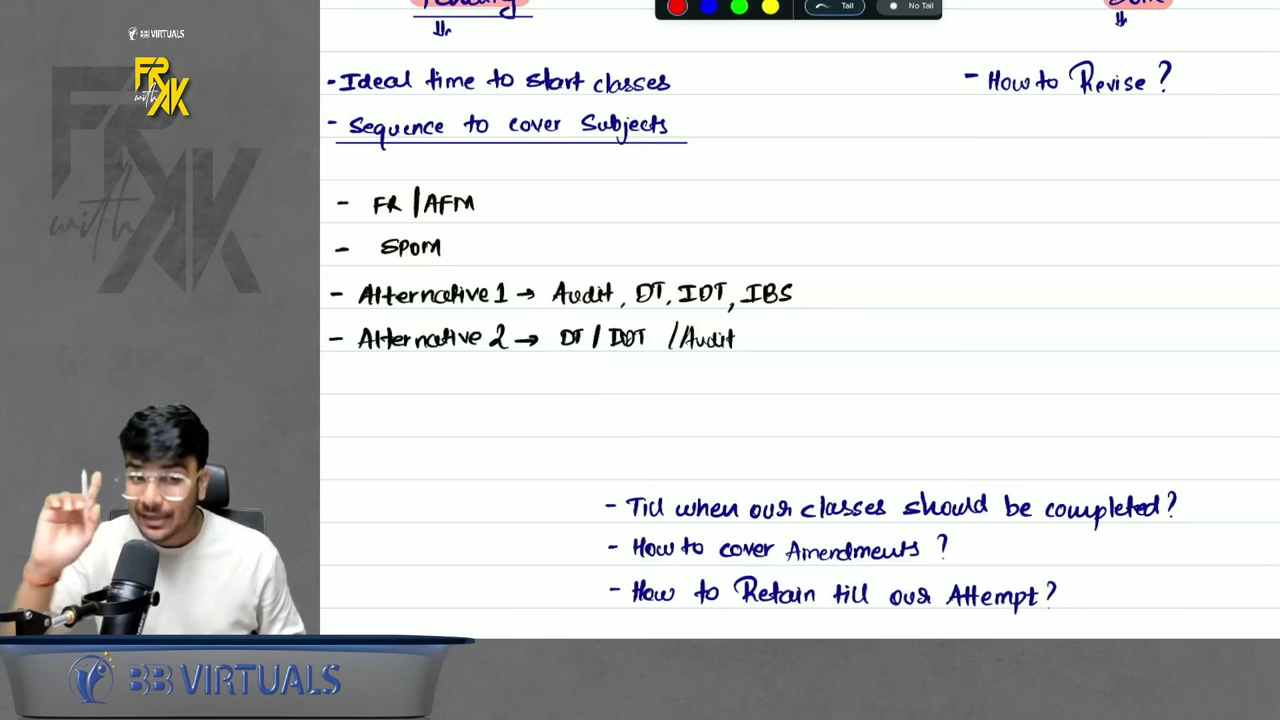 BB VIRTUALS
FR
with
KK
Tail
No Tail
- Ideal time to start classes
- How to Revise ?
- Sequence to cover Subjects
- FR | AFM
- SPOM
- Alternative 1 → Audit, DT, IDT, IBS
- Alternative 2 → DT / IDT / Audit
- Till when our classes should be completed?
- How to cover Amendments ?
- How to Retain till our Attempt?
BB VIRTUALS